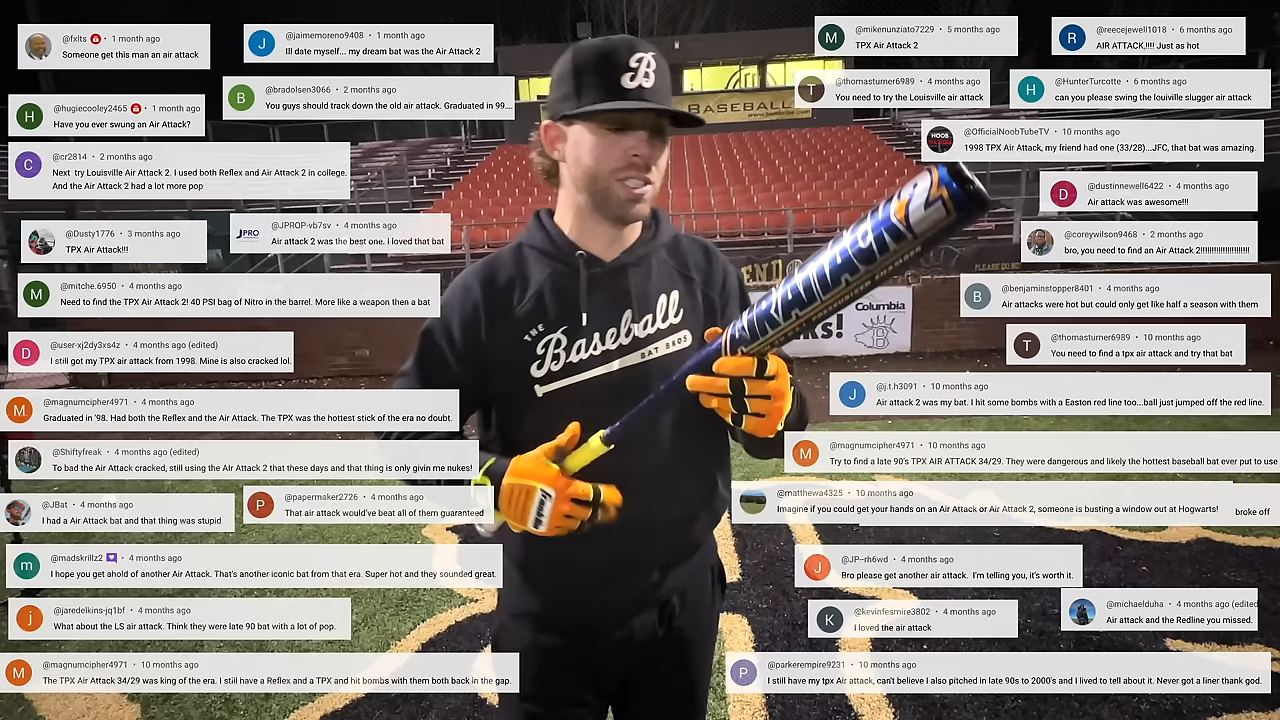 @fxlts • 1 month ago
Someone get this man an air attack
@jaimemoreno9408 • 1 month ago
Ill date myself... my dream bat was the Air Attack 2
@bradolsen3066 • 2 months ago
You guys should track down the old air attack. Graduated in 99...
@hugiecooley2465 • 1 month ago
Have you ever swung an Air Attack?
@cr2814 • 2 months ago
Next try Louisville Air Attack 2. I used both Reflex and Air Attack 2 in college.
And the Air Attack 2 had a lot more pop
@Dusty1776 • 3 months ago
TPX Air Attack!!!
@JPROP-vb7sv • 4 months ago
Air attack 2 was the best one. I loved that bat
@mitche.6950 • 4 months ago
Need to find the TPX Air Attack 2! 40 PSI bag of Nitro in the barrel. More like a weapon then a bat
@user-xj2dy3xs4z • 4 months ago (edited)
I still got my TPX air attack from 1998. Mine is also cracked lol.
@magnumcipher4971 • 4 months ago
Graduated in '98. Had both the Reflex and the Air Attack. The TPX was the hottest stick of the era no doubt.
@Shiftyfreak • 4 months ago (edited)
To bad the Air Attack cracked, still using the Air Attack 2 that these days and that thing is only givin me nukes!
@JBat • 4 months ago
I had a Air Attack bat and that thing was stupid
@papermaker2726 • 4 months ago
That air attack would've beat all of them guaranteed
@madskrillz2 • 4 months ago
I hope you get ahold of another Air Attack. That's another iconic bat from that era. Super hot and they sounded great.
@jaredelkins-jq1bf • 4 months ago
What about the LS air attack. Think they were late 90 bat with a lot of pop.
@magnumcipher4971 • 10 months ago
TPX Air Attack 34/29 was king of the era. I still have a Reflex and a TPX and hit bombs with them both back in the gap.
B
THE
Baseball
BAT BROS
AIRATTACK2
BASEBALL
END
PLEASE DO NO
Columbia
ks!
@mikenunziato7229 • 5 months ago
TPX Air Attack 2
@reecejewell1018 • 6 months ago
AIR ATTACK,!!!! Just as hot
@thomasturner6989 • 4 months ago
You need to try the Louisville air attack
@HunterTurcotte • 6 months ago
can you please swing the louiville slugger air attack
NOOB
NATION
@OfficialNoobTubeTV • 10 months ago
1998 TPX Air Attack, my friend had one (33/28)...JFC, that bat was amazing.
@dustinnewell6422 • 4 months ago
Air attack was awesome!!!
@coreywilson9468 • 2 months ago
bro, you need to find an Air Attack 2!!!!!!!!!!!!!!!!!!!!!!
@benjaminstopper8401 • 4 months ago
Air attacks were hot but could only get like half a season with them
@thomasturner6989 • 10 months ago
You need to find a tpx air attack and try that bat
@j.t.h3091 • 10 months ago
Air attack 2 was my bat. I hit some bombs with a Easton red line too...ball just jumped off the red line.
@magnumcipher4971 • 10 months ago
Try to find a late 90's TPX AIR ATTACK 34/29. They were dangerous and likely the hottest baseball bat ever put to use
@matthewa4325 • 10 months ago
Imagine if you could get your hands on an Air Attack or Air Attack 2, someone is busting a window out at Hogwarts!
broke off
@JP-rh6wd • 4 months ago
Bro please get another air attack. I'm telling you, it's worth it.
@kevinfesmire3802 • 4 months ago
I loved the air attack
@michaelduha • 4 months ago (edited
Air attack and the Redline you missed.
@parkerempire9231 • 10 months ago
I still have my tpx Air attack, can't believe I also pitched in late 90s to 2000's and I lived to tell about it. Never got a liner thank god.